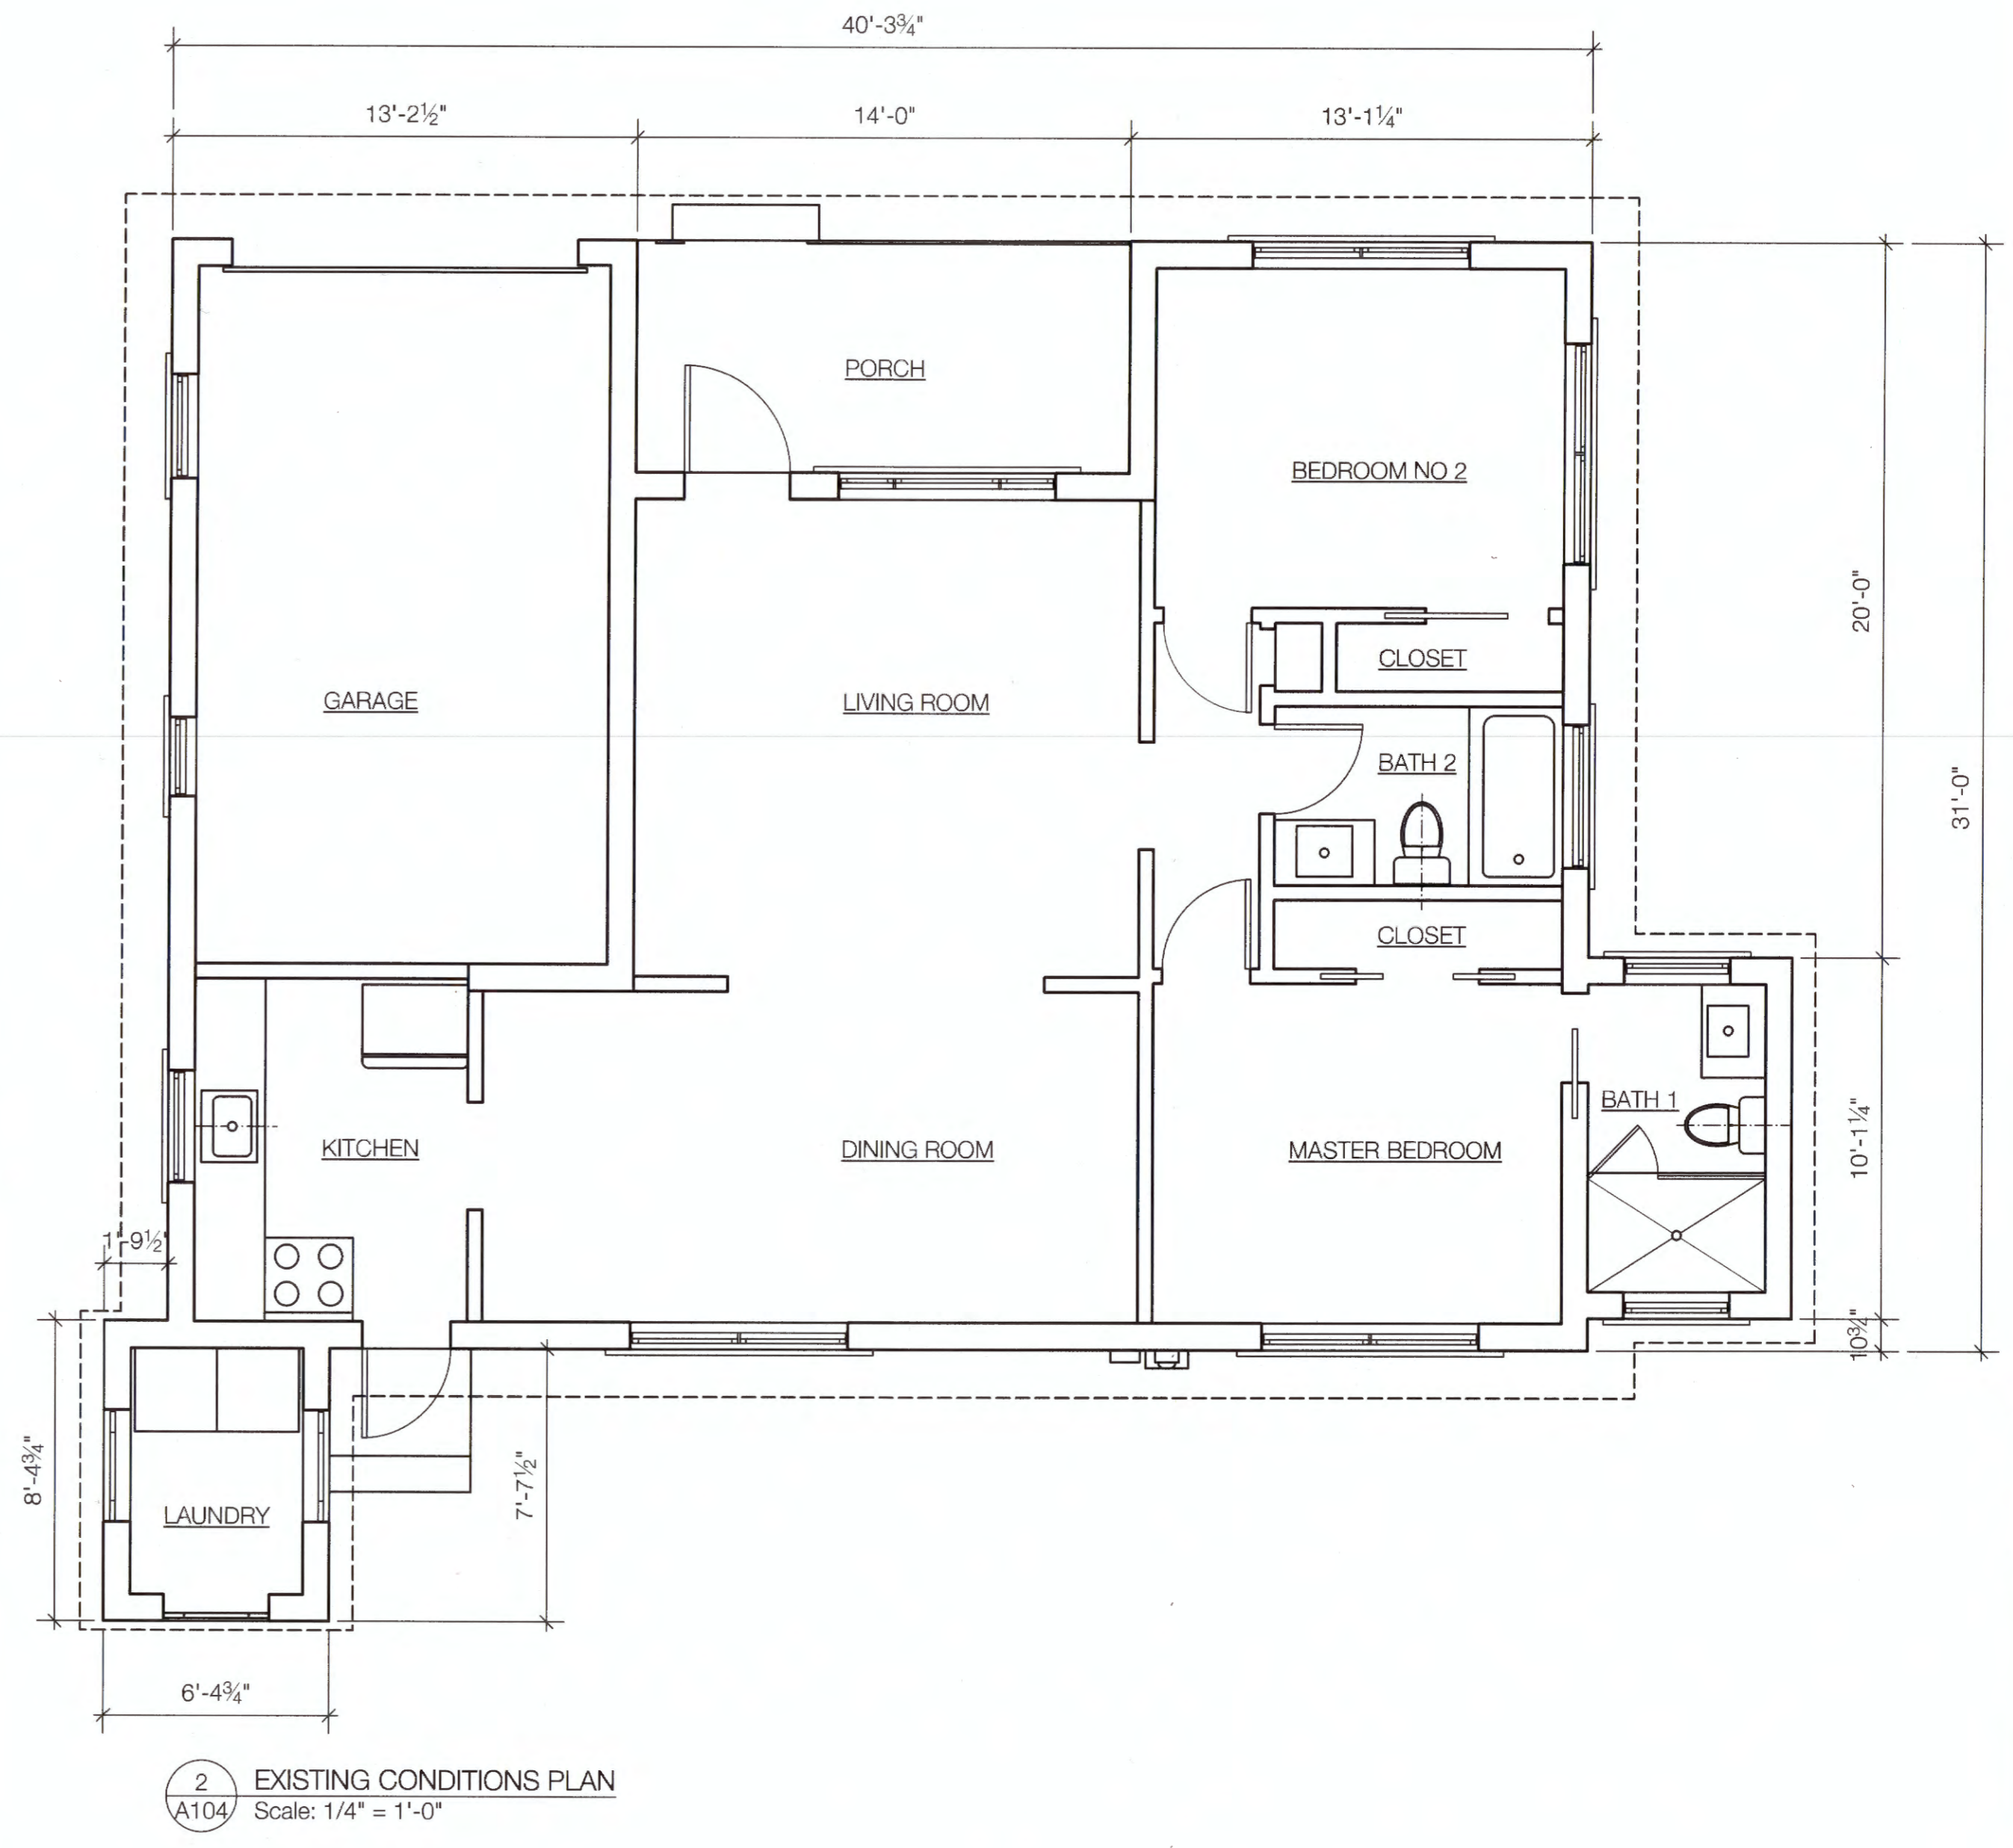 40'-3¾"
13'-2½"
14'-0"
13'-1¼"
PORCH
BEDROOM NO 2
20'-0"
CLOSET
GARAGE
LIVING ROOM
BATH 2
31'-0"
CLOSET
BATH 1
KITCHEN
DINING ROOM
MASTER BEDROOM
10'-1¼"
1'-9½"
10¾"
8'-4¾"
7'-7½"
LAUNDRY
6'-4¾"
2
EXISTING CONDITIONS PLAN
A104
Scale: 1/4" = 1'-0"